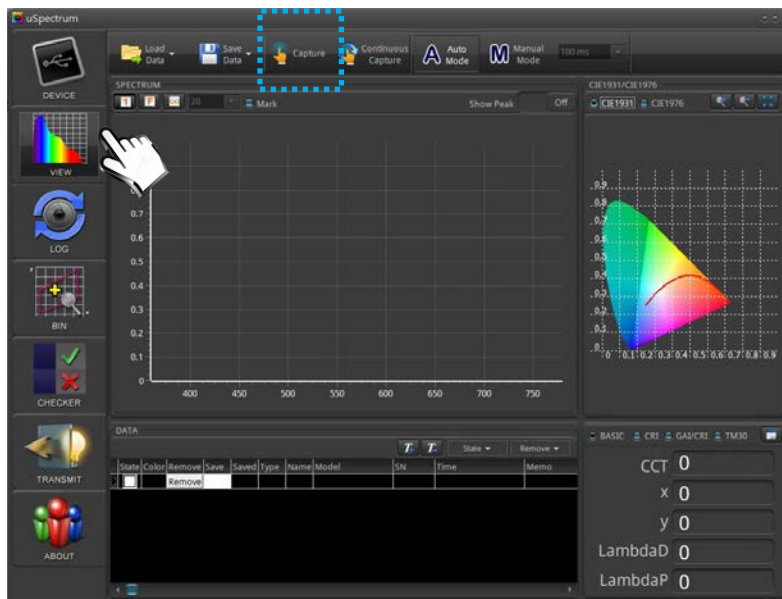 uSpectrum
DEVICE
VIEW
LOG
BIN
CHECKER
TRANSMIT
ABOUT
Load Data
Save Data
Capture
Continuous Capture
A Auto Mode
M Manual Mode
100 ms
SPECTRUM
1 F 20 Mark Show Peak Off
0.7
0.6
0.5
0.4
0.3
0.2
0.1
0
400 450 500 550 600 650 700 750
CIE1931/CIE1976
CIE1931 CIE1976
0.9
0.8
0.7
0.6
0.5
0.4
0.3
0.2
0.1
0
0 0.1 0.2 0.3 0.4 0.5 0.6 0.7 0.8 0.9
DATA
State Remove
State Color Remove Save Saved Type Name Model SN Time Memo
Remove
BASIC CRI GAI/CRI TM30
CCT 0
x 0
y 0
LambdaD 0
LambdaP 0